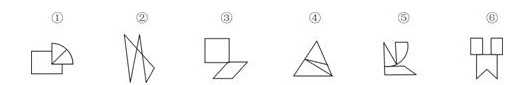 ① ② ③ ④ ⑤ ⑥